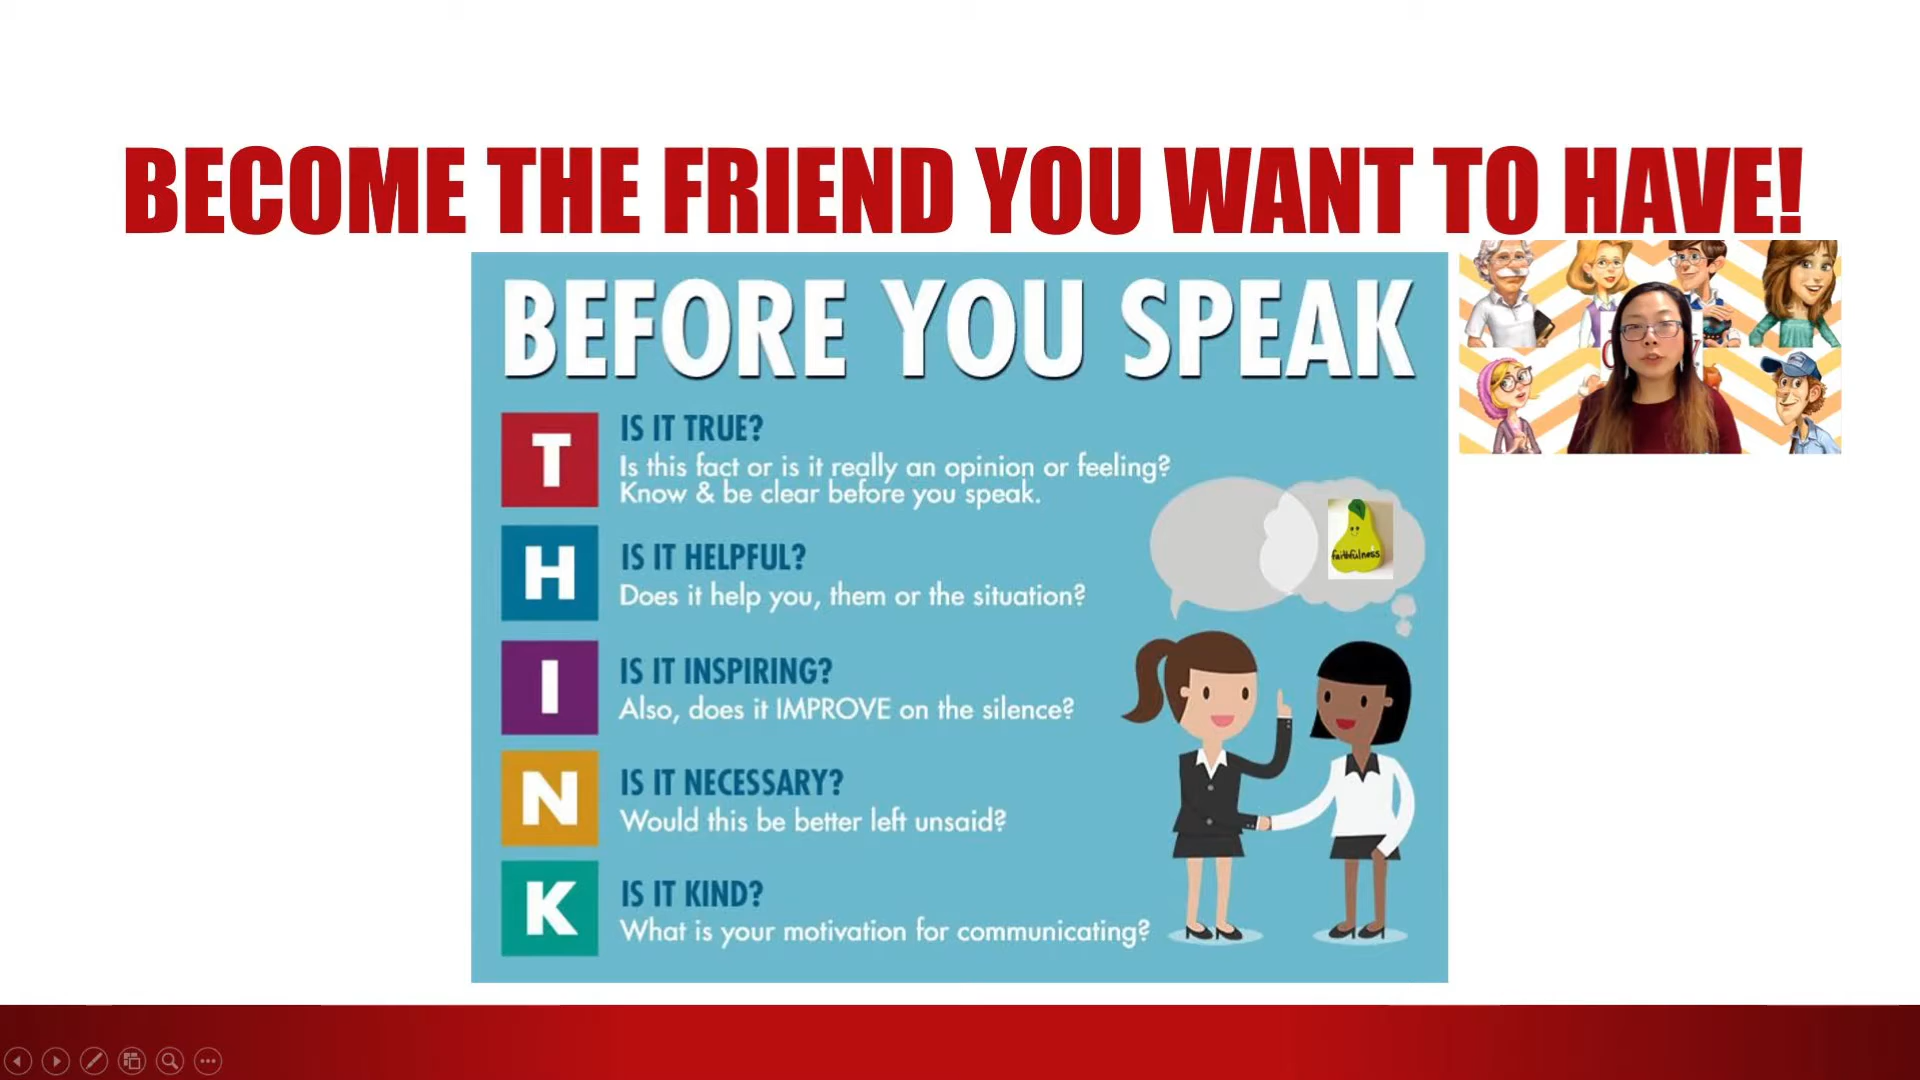 BECOME THE FRIEND YOU WANT TO HAVE!
BEFORE YOU SPEAK
T
IS IT TRUE?
Is this fact or is it really an opinion or feeling?
Know & be clear before you speak.
H
IS IT HELPFUL?
Does it help you, them or the situation?
I
IS IT INSPIRING?
Also, does it IMPROVE on the silence?
N
IS IT NECESSARY?
Would this be better left unsaid?
K
IS IT KIND?
What is your motivation for communicating?
faithfulness